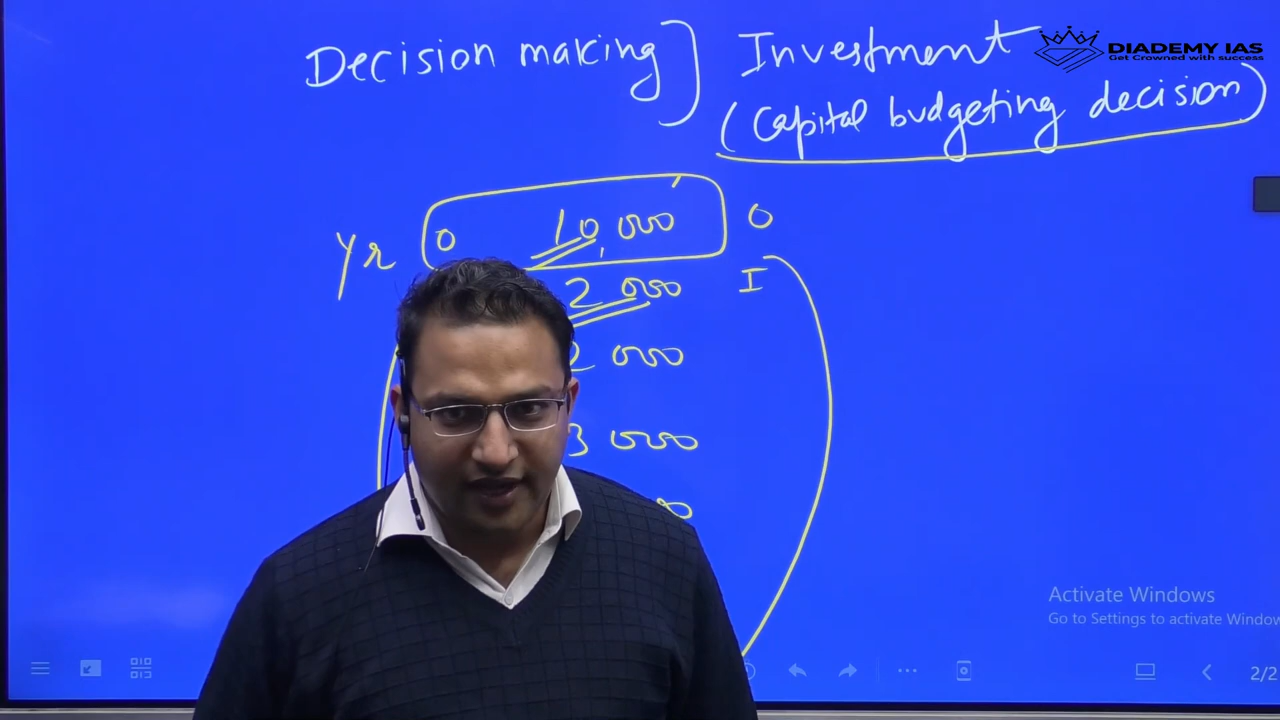 Decision making] Investment
(Capital budgeting decision)
DIADEMY IAS
Get Crowned with success
Yr 0 10,000 0
2 000 I
2 000
3 000
Activate Windows
Go to Settings to activate Window
2/2